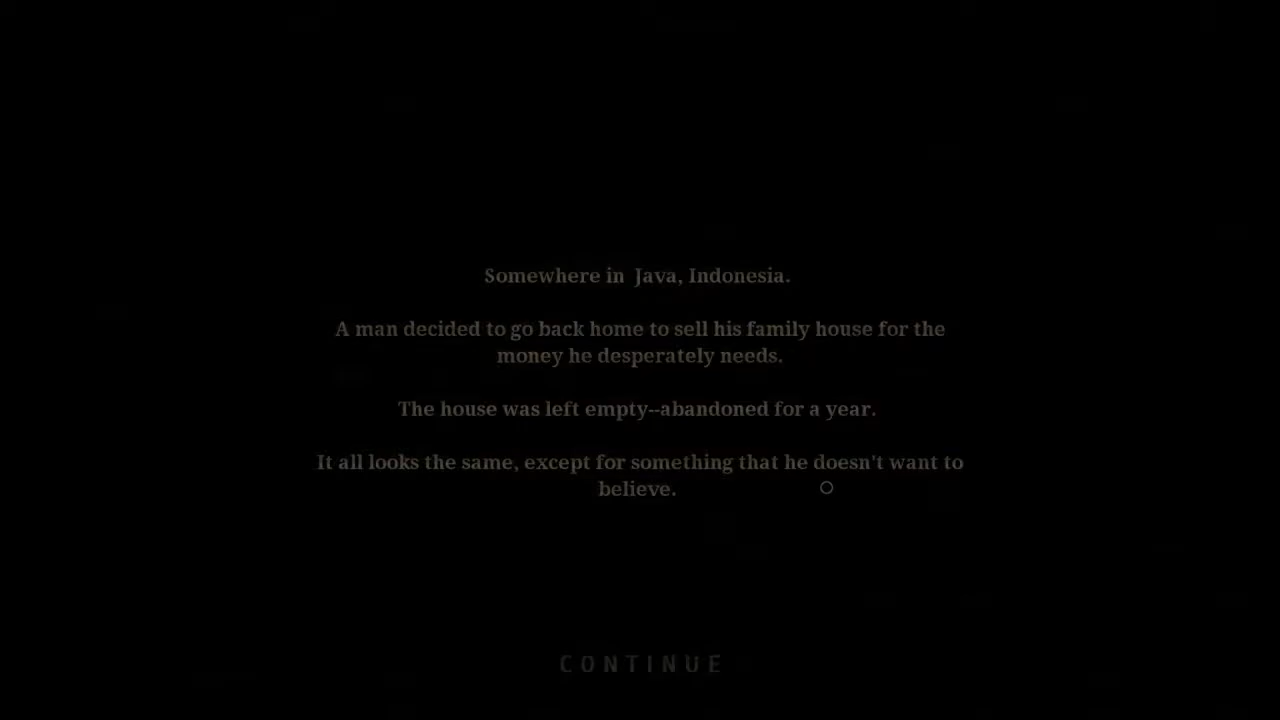 Somewhere in Java, Indonesia.
A man decided to go back home to sell his family house for the
money he desperately needs.
The house was left empty--abandoned for a year.
It all looks the same, except for something that he doesn't want to
believe.
CONTINUE